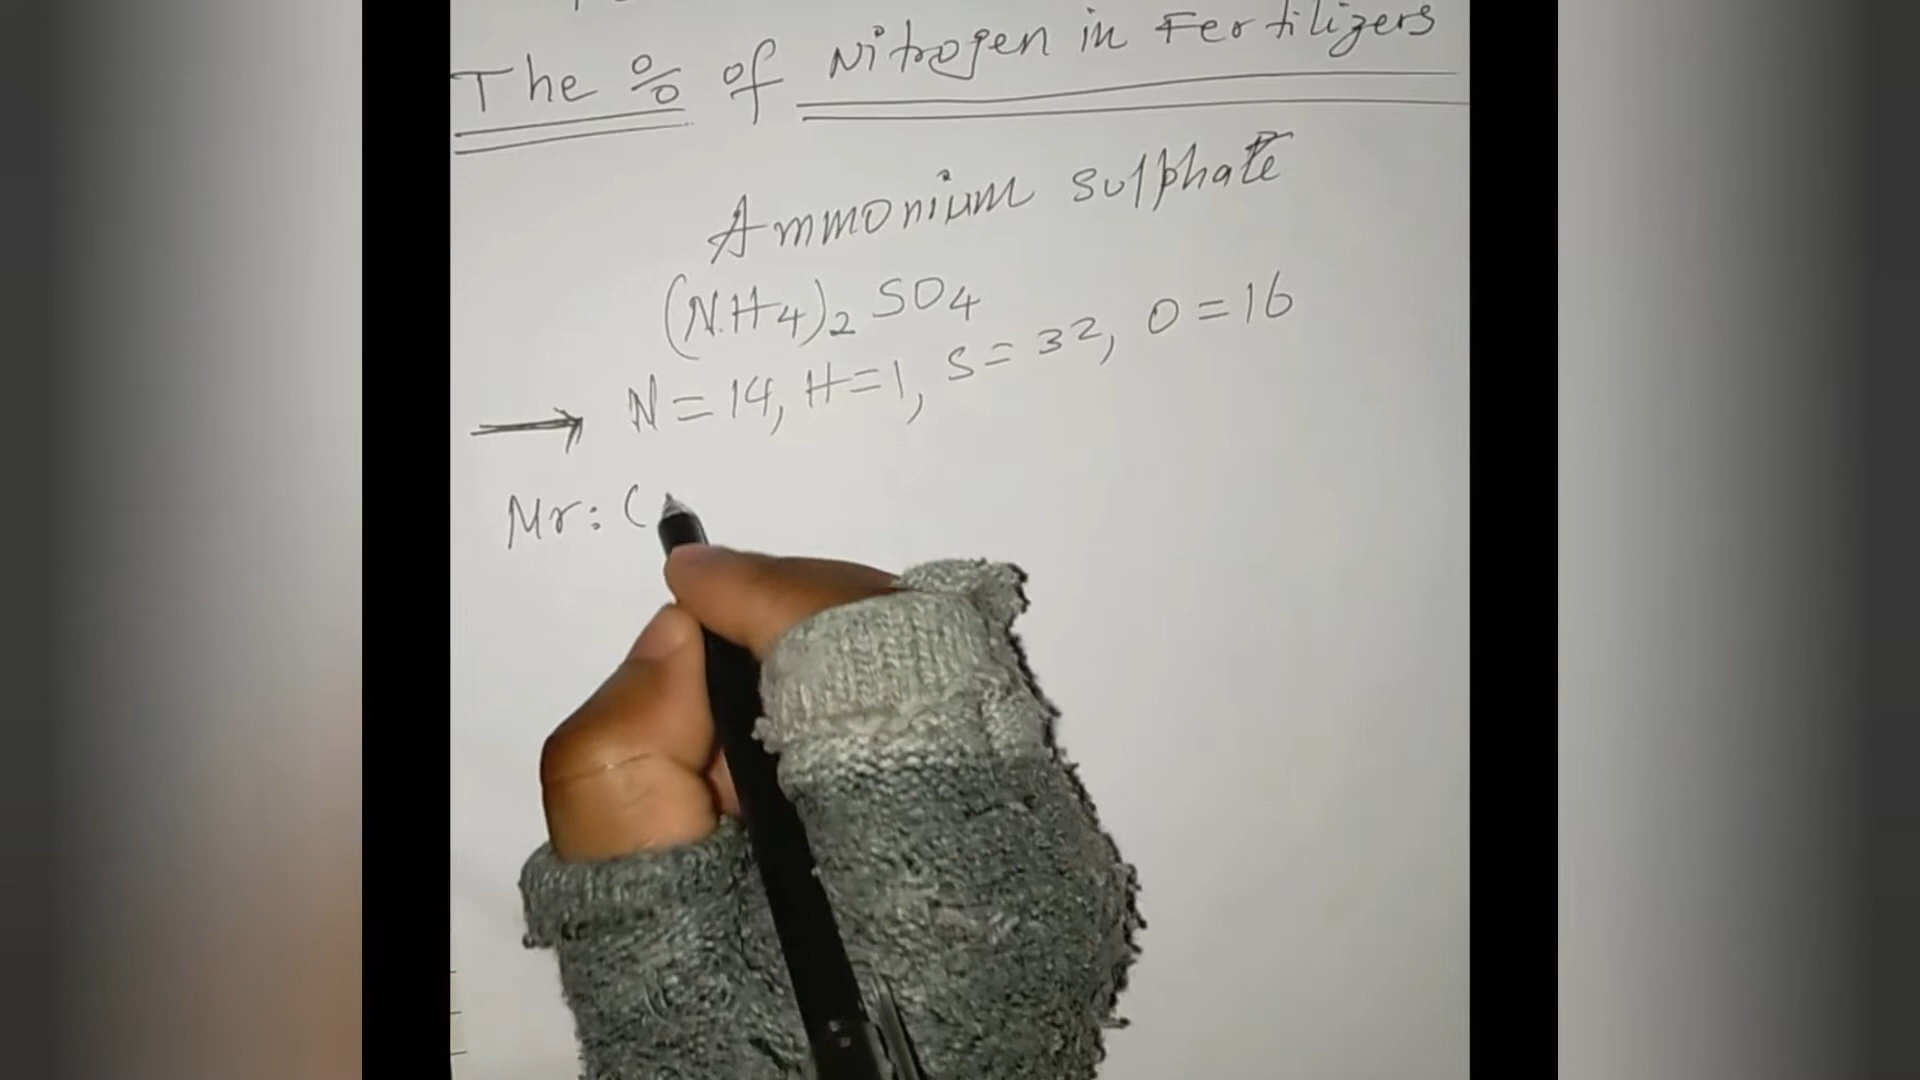 The % of Nitrogen in Fertilizers
Ammonium sulphate
(NH4)2 SO4
→ N = 14, H = 1, S = 32, O = 16
Mr: (